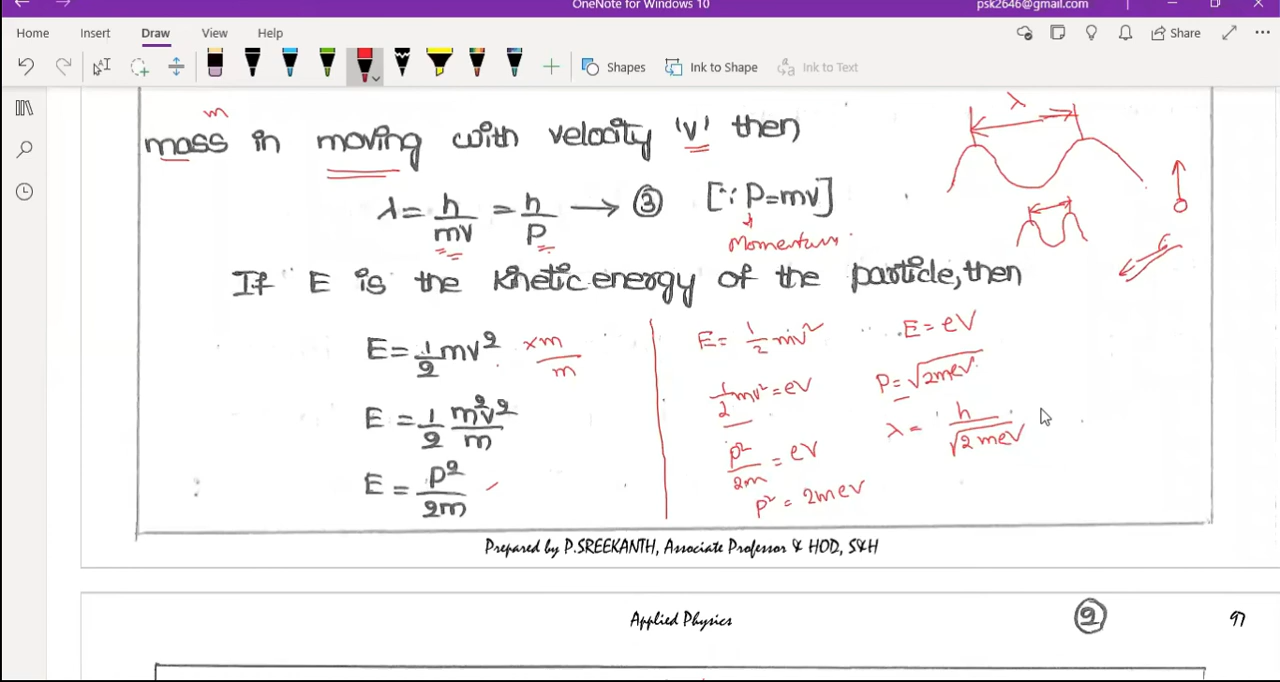 OneNote for Windows 10
psk2646@gmail.com
Home Insert Draw View Help
Share
Shapes Ink to Shape Ink to Text
m
mass in moving with velocity 'v' then
λ
λ = h/mv = h/P → ③ [∵ P=mv]
Momentum
If E is the kinetic energy of the particle, then
E = 1/2 mv² × m/m
E = 1/2 m²v²/m
E = P²/2m
E = 1/2 mv²
1/2 mv² = eV
P²/2m = eV
P² = 2meV
E = eV
P = √2meV
λ = h/√2meV
Prepared by P.SREEKANTH, Associate Professor & HOD, S&H
Applied Physics ② 97